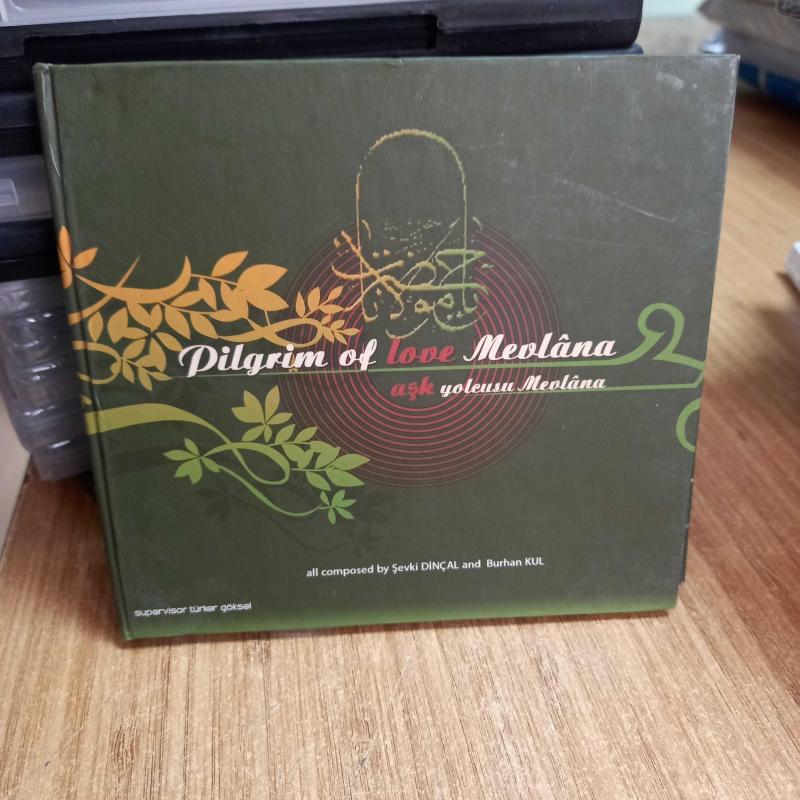 Pilgrim of love Mevlâna
aşk yolcusu Mevlâna
all composed by Şevki DİNÇAL and Burhan KUL
supervisor türker göksel